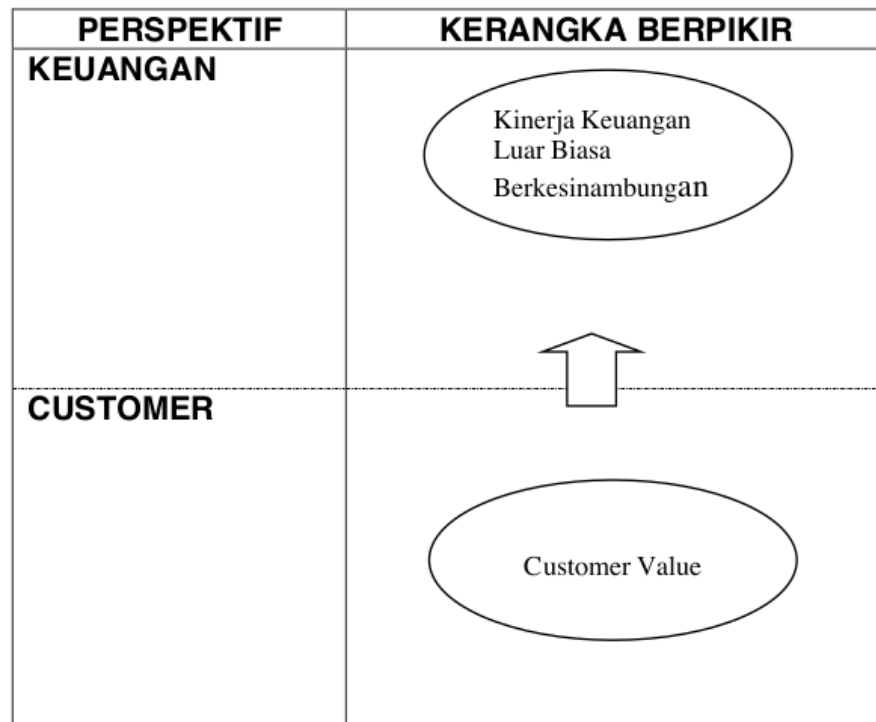 PERSPEKTIF
KERANGKA BERPIKIR
KEUANGAN
Kinerja Keuangan
Luar Biasa
Berkesinambungan
CUSTOMER
Customer Value